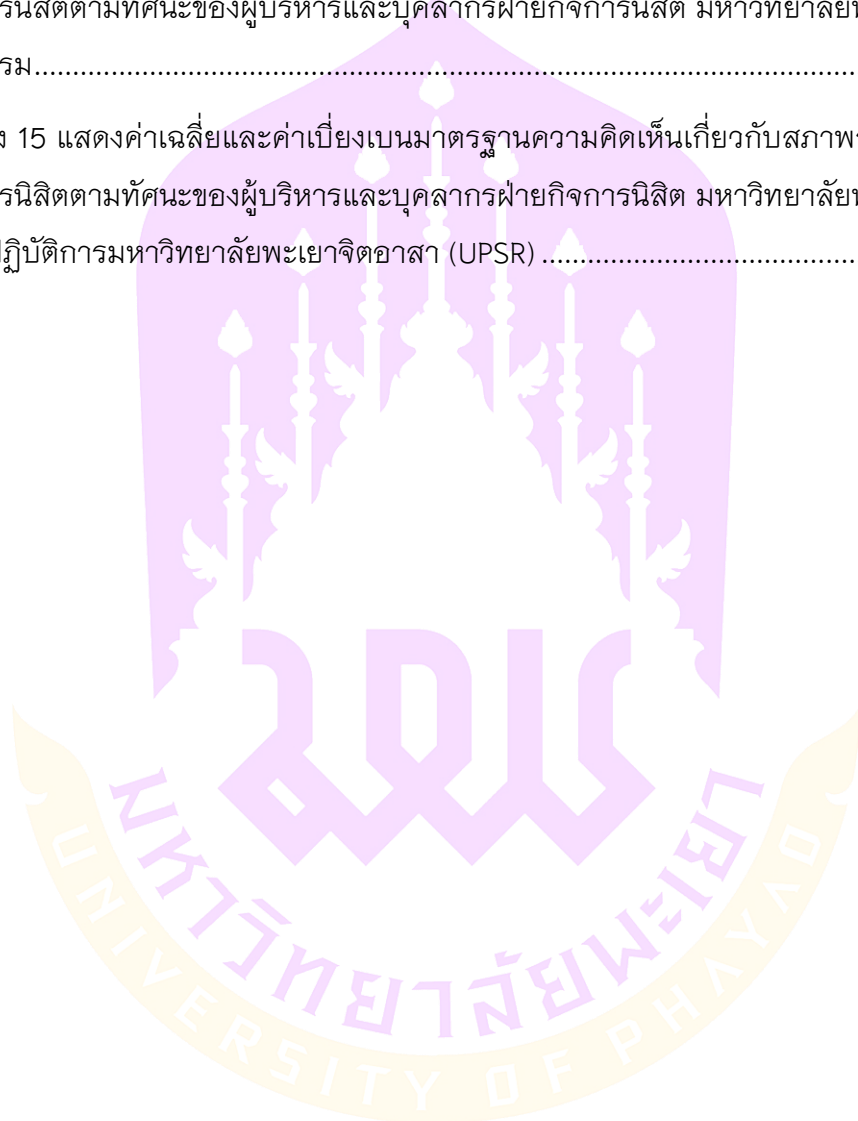 รนิสิตตามทัศนะของผู้บริหารและบุคลากรฝ่ายกิจการนิสิต มหาวิทยาลัย
รม..........................................................................................................
ง 15 แสดงค่าเฉลี่ยและค่าเบี่ยงเบนมาตรฐานความคิดเห็นเกี่ยวกับสภาพ
รนิสิตตามทัศนะของผู้บริหารและบุคลากรฝ่ายกิจการนิสิต มหาวิทยาลัย
ปฏิบัติการมหาวิทยาลัยพะเยาจิตอาสา (UPSR) ........................................
มพ
มหาวิทยาลัยพะเยา
UNIVERSITY OF PHAYAO